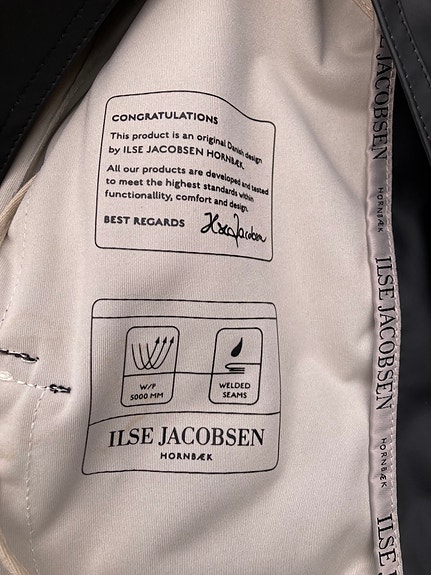 CONGRATULATIONS
This product is an original Danish design
by ILSE JACOBSEN HORNBÆK.
All our products are developed and tested
to meet the highest standards within
functionallity, comfort and design.
BEST REGARDS Ilse Jacobsen
W/P
5000 MM
WELDED
SEAMS
ILSE JACOBSEN
HORNBÆK
JACOBSEN
HORNBÆK
ILSE JACOBSEN
HORNBÆK
ILSE JA